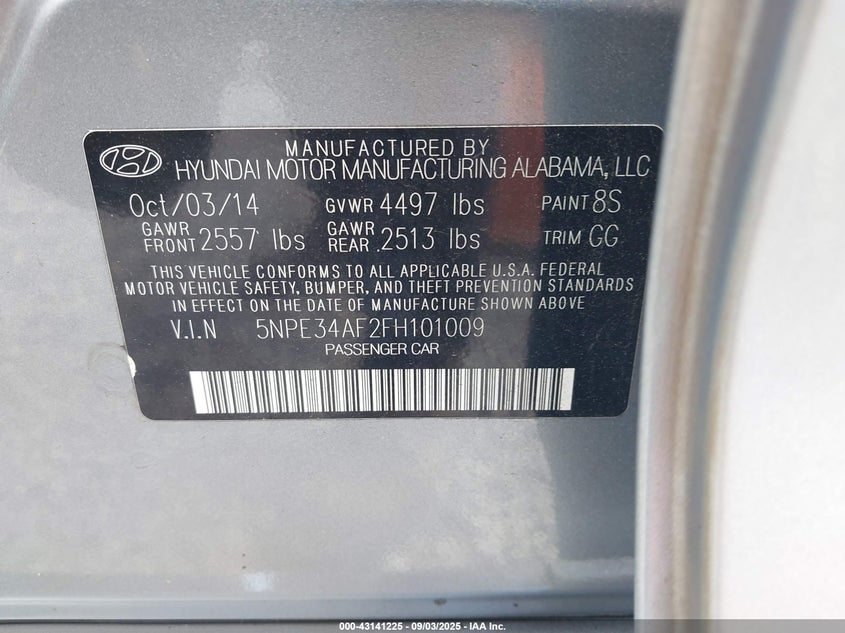 MANUFACTURED BY
HYUNDAI MOTOR MANUFACTURING ALABAMA, LLC
Oct/03/14 GVWR 4497 lbs PAINT 8S
GAWR FRONT 2557 lbs GAWR REAR 2513 lbs TRIM GG
THIS VEHICLE CONFORMS TO ALL APPLICABLE U.S.A. FEDERAL
MOTOR VEHICLE SAFETY, BUMPER, AND THEFT PREVENTION STANDARDS
IN EFFECT ON THE DATE OF MANUFACTURE SHOWN ABOVE
V.I.N 5NPE34AF2FH101009
PASSENGER CAR
000-43141225 - 09/03/2025 - IAA Inc.